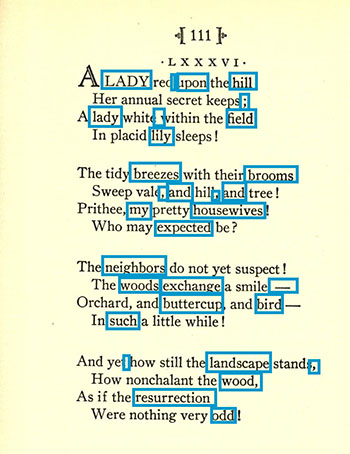 111
·LXXXVI·
A LADY red upon the hill
Her annual secret keeps;
A lady white within the field
In placid lily sleeps!
The tidy breezes with their brooms
Sweep vale, and hill, and tree!
Prithee, my pretty housewives!
Who may expected be?
The neighbors do not yet suspect!
The woods exchange a smile —
Orchard, and buttercup, and bird —
In such a little while!
And yet how still the landscape stands,
How nonchalant the wood,
As if the resurrection
Were nothing very odd!